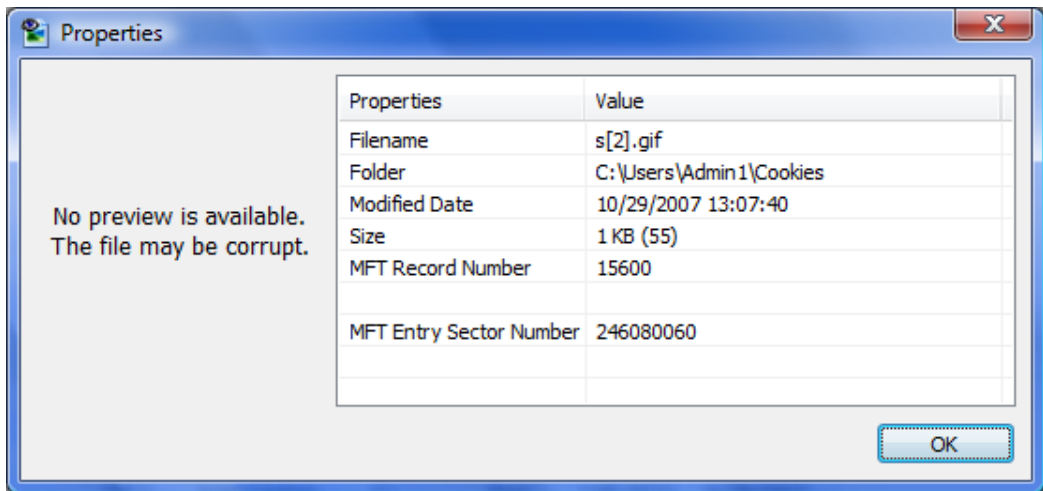 Properties
No preview is available.
The file may be corrupt.
Properties Value
Filename s[2].gif
Folder C:\Users\Admin1\Cookies
Modified Date 10/29/2007 13:07:40
Size 1 KB (55)
MFT Record Number 15600
MFT Entry Sector Number 246080060
OK